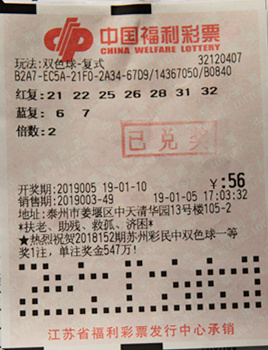 中国福利彩票
CHINA WELFARE LOTTERY
玩法:双色球-复式 32120407
B2A7-EC5A-21F0-2A34-67D9/14367050/B0840
红复: 21 22 25 26 28 31 32
蓝复: 6 7
倍数: 2
已兑奖
开奖期:2019005 19-01-10 ¥:56
销售期:2019003-49 19-01-05 17:03:32
地址:泰州市姜堰区中天清华园13号楼105-2
*扶老、助残、救孤、济困*
★热烈祝贺2018152期苏州彩民中双色球一等
奖1注,单注奖金547万!
江苏省福利彩票发行中心承销